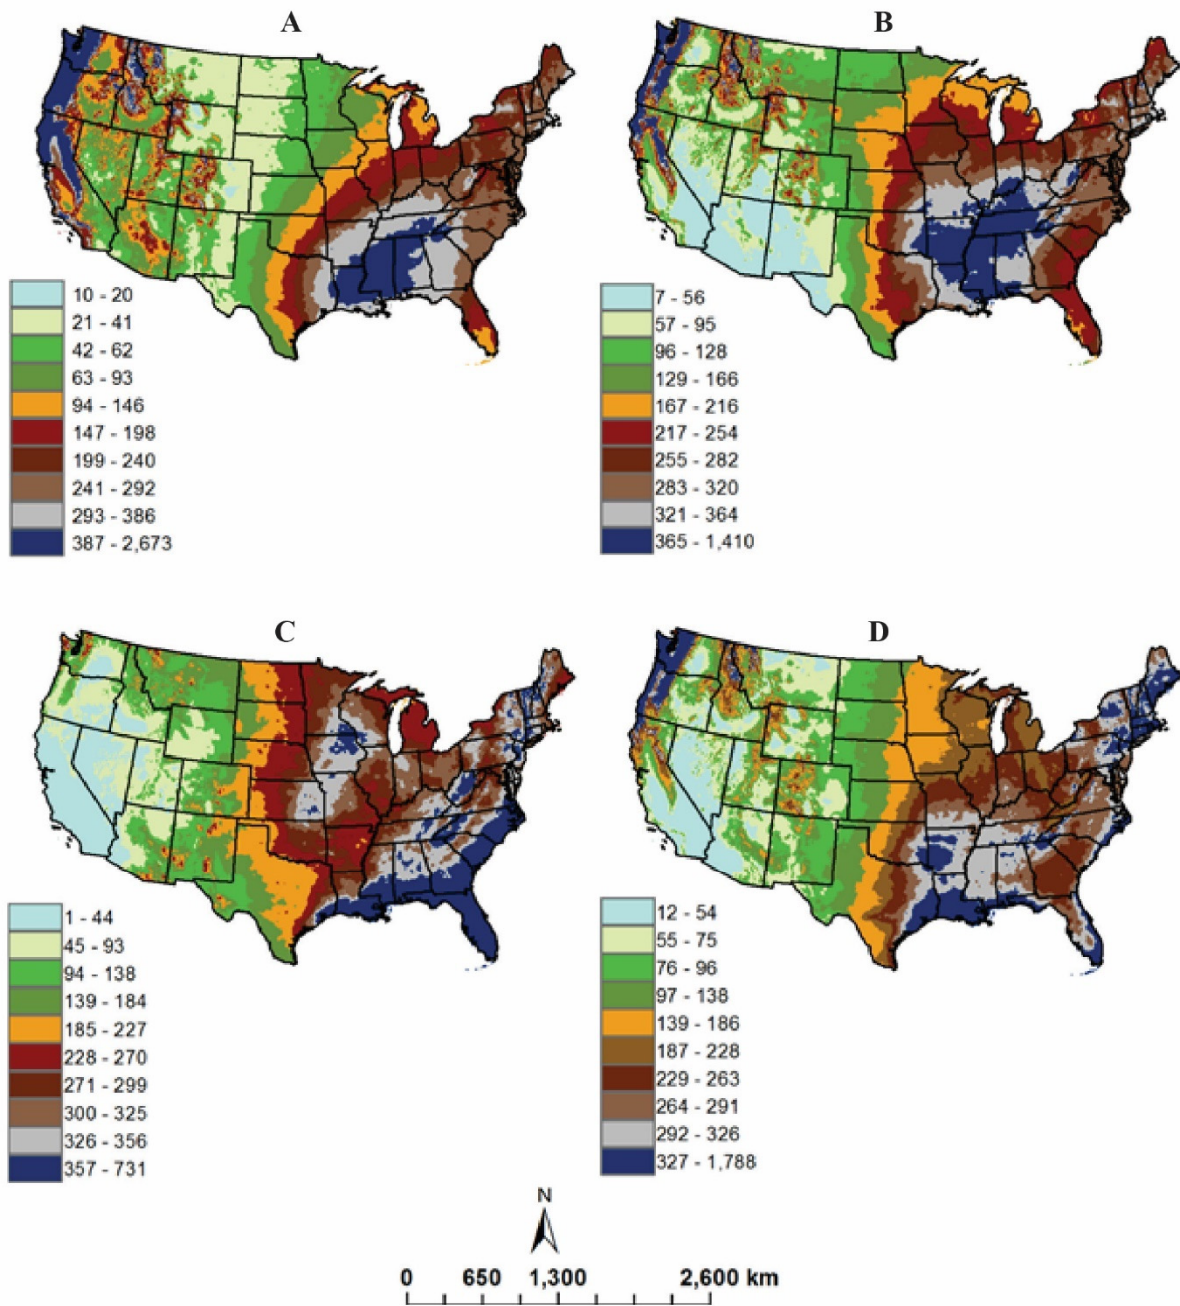 A
B
10 - 20
21 - 41
42 - 62
63 - 93
94 - 146
147 - 198
199 - 240
241 - 292
293 - 386
387 - 2,673
7 - 56
57 - 95
96 - 128
129 - 166
167 - 216
217 - 254
255 - 282
283 - 320
321 - 364
365 - 1,410
C
D
1 - 44
45 - 93
94 - 138
139 - 184
185 - 227
228 - 270
271 - 299
300 - 325
326 - 356
357 - 731
12 - 54
55 - 75
76 - 96
97 - 138
139 - 186
187 - 228
229 - 263
264 - 291
292 - 326
327 - 1,788
N
0 650 1,300 2,600 km